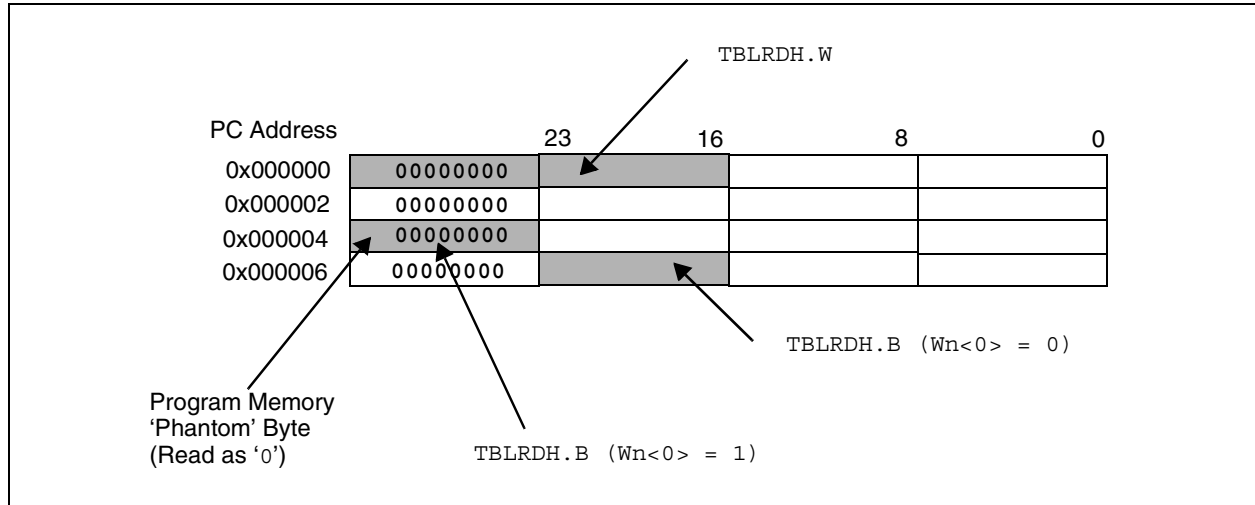 TBLRDH.W
PC Address
23 16 8 0
0x000000 00000000
0x000002 00000000
0x000004 00000000
0x000006 00000000
TBLRDH.B (Wn<0> = 0)
Program Memory
‘Phantom’ Byte
(Read as ‘0’)
TBLRDH.B (Wn<0> = 1)